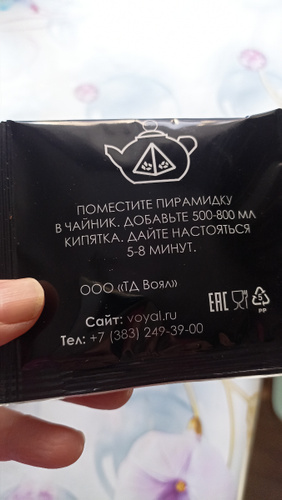 ПОМЕСТИТЕ ПИРАМИДКУ
В ЧАЙНИК. ДОБАВЬТЕ 500-800 МЛ
КИПЯТКА. ДАЙТЕ НАСТОЯТЬСЯ
5-8 МИНУТ.
ООО «ТД Воял»
EAC
5
PP
Сайт: voyal.ru
Тел: +7 (383) 249-39-00